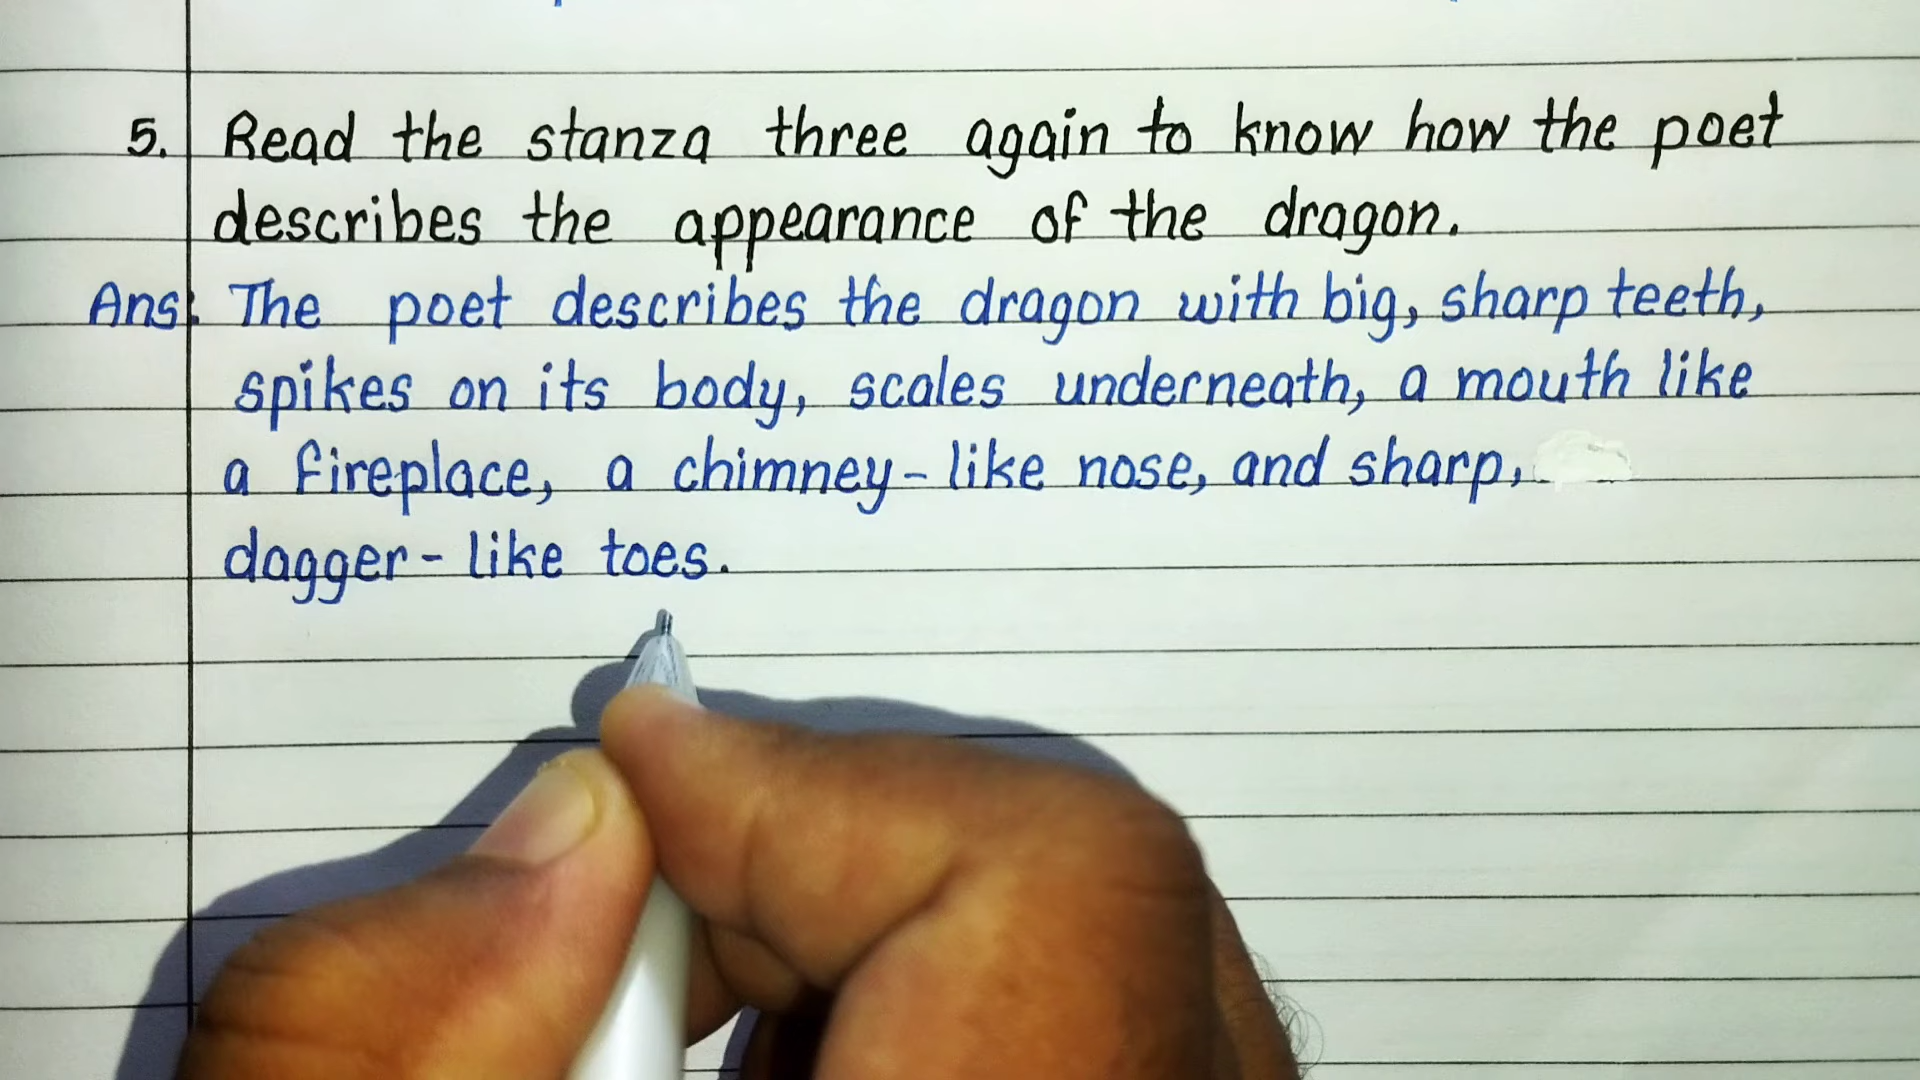 5. Read the stanza three again to know how the poet
describes the appearance of the dragon.
Ans: The poet describes the dragon with big, sharp teeth,
spikes on its body, scales underneath, a mouth like
a fireplace, a chimney-like nose, and sharp,
dagger-like toes.